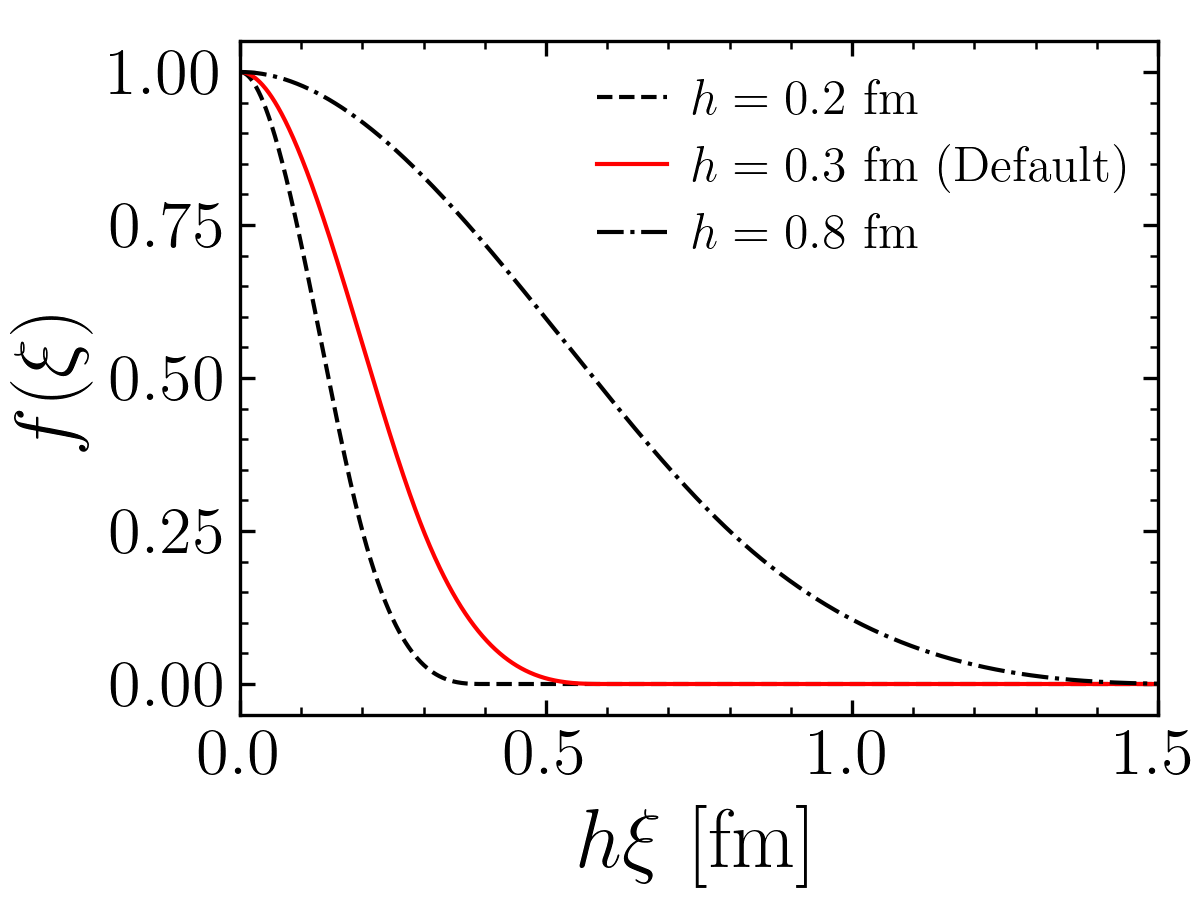 1.00
0.75
0.50
0.25
0.00
f(ξ)
h = 0.2 fm
h = 0.3 fm (Default)
h = 0.8 fm
0.0 0.5 1.0 1.5
hξ [fm]